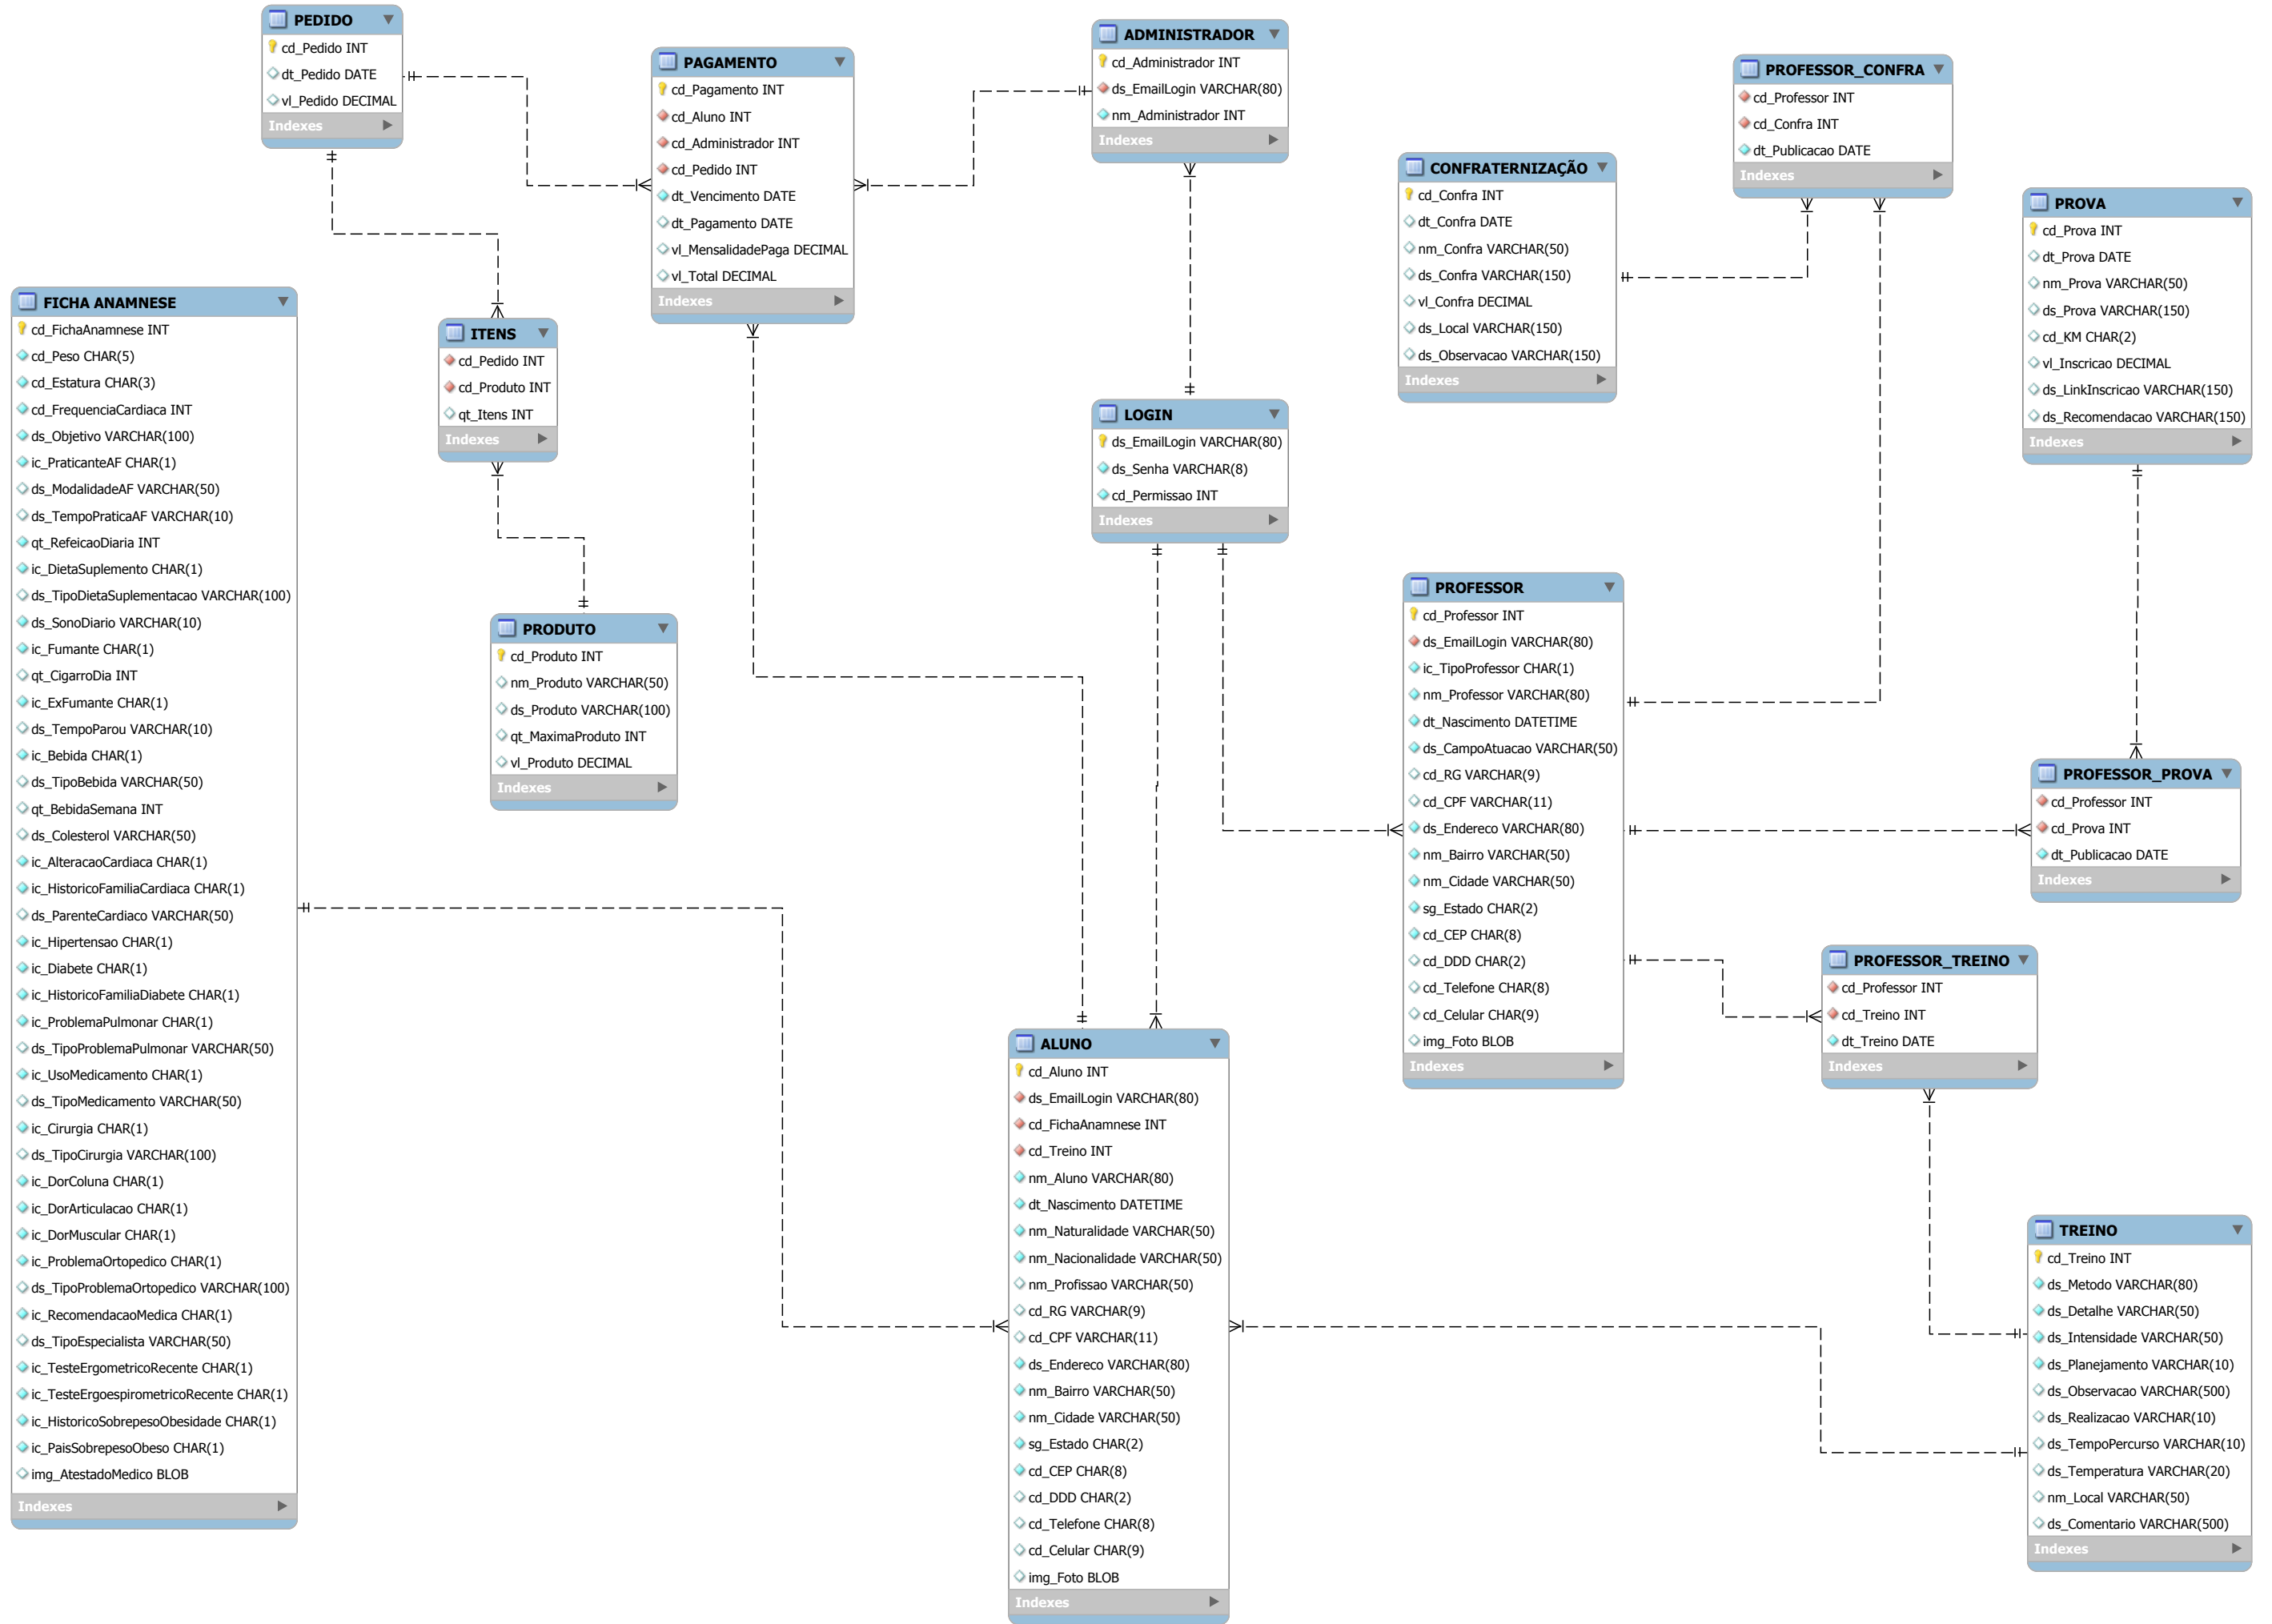 PEDIDO
cd_Pedido INT
dt_Pedido DATE
vl_Pedido DECIMAL
Indexes
PAGAMENTO
cd_Pagamento INT
cd_Aluno INT
cd_Administrador INT
cd_Pedido INT
dt_Vencimento DATE
dt_Pagamento DATE
vl_MensalidadePaga DECIMAL
vl_Total DECIMAL
Indexes
ADMINISTRADOR
cd_Administrador INT
ds_EmailLogin VARCHAR(80)
nm_Administrador INT
Indexes
PROFESSOR_CONFRA
cd_Professor INT
cd_Confra INT
dt_Publicacao DATE
Indexes
CONFRATERNIZAÇÃO
cd_Confra INT
dt_Confra DATE
nm_Confra VARCHAR(50)
ds_Confra VARCHAR(150)
vl_Confra DECIMAL
ds_Local VARCHAR(150)
ds_Observacao VARCHAR(150)
Indexes
PROVA
cd_Prova INT
dt_Prova DATE
nm_Prova VARCHAR(50)
ds_Prova VARCHAR(150)
cd_KM CHAR(2)
vl_Inscricao DECIMAL
ds_LinkInscricao VARCHAR(150)
ds_Recomendacao VARCHAR(150)
Indexes
FICHA ANAMNESE
cd_FichaAnamnese INT
cd_Peso CHAR(5)
cd_Estatura CHAR(3)
cd_FrequenciaCardiaca INT
ds_Objetivo VARCHAR(100)
ic_PraticanteAF CHAR(1)
ds_ModalidadeAF VARCHAR(50)
ds_TempoPraticaAF VARCHAR(10)
qt_RefeicaoDiaria INT
ic_DietaSuplemento CHAR(1)
ds_TipoDietaSuplementacao VARCHAR(100)
ds_SonoDiario VARCHAR(10)
ic_Fumante CHAR(1)
qt_CigarroDia INT
ic_ExFumante CHAR(1)
ds_TempoParou VARCHAR(10)
ic_Bebida CHAR(1)
ds_TipoBebida VARCHAR(50)
qt_BebidaSemana INT
ds_Colesterol VARCHAR(50)
ic_AlteracaoCardiaca CHAR(1)
ic_HistoricoFamiliaCardiaca CHAR(1)
ds_ParenteCardiaco VARCHAR(50)
ic_Hipertensao CHAR(1)
ic_Diabete CHAR(1)
ic_HistoricoFamiliaDiabete CHAR(1)
ic_ProblemaPulmonar CHAR(1)
ds_TipoProblemaPulmonar VARCHAR(50)
ic_UsoMedicamento CHAR(1)
ds_TipoMedicamento VARCHAR(50)
ic_Cirurgia CHAR(1)
ds_TipoCirurgia VARCHAR(100)
ic_DorColuna CHAR(1)
ic_DorArticulacao CHAR(1)
ic_DorMuscular CHAR(1)
ic_ProblemaOrtopedico CHAR(1)
ds_TipoProblemaOrtopedico VARCHAR(100)
ic_RecomendacaoMedica CHAR(1)
ds_TipoEspecialista VARCHAR(50)
ic_TesteErgometricoRecente CHAR(1)
ic_TesteErgoespirometricoRecente CHAR(1)
ic_HistoricoSobrepesoObesidade CHAR(1)
ic_PaisSobrepesoObeso CHAR(1)
img_AtestadoMedico BLOB
Indexes
ITENS
cd_Pedido INT
cd_Produto INT
qt_Itens INT
Indexes
LOGIN
ds_EmailLogin VARCHAR(80)
ds_Senha VARCHAR(8)
cd_Permissao INT
Indexes
PRODUTO
cd_Produto INT
nm_Produto VARCHAR(50)
ds_Produto VARCHAR(100)
qt_MaximaProduto INT
vl_Produto DECIMAL
Indexes
PROFESSOR
cd_Professor INT
ds_EmailLogin VARCHAR(80)
ic_TipoProfessor CHAR(1)
nm_Professor VARCHAR(80)
dt_Nascimento DATETIME
ds_CampoAtuacao VARCHAR(50)
cd_RG VARCHAR(9)
cd_CPF VARCHAR(11)
ds_Endereco VARCHAR(80)
nm_Bairro VARCHAR(50)
nm_Cidade VARCHAR(50)
sg_Estado CHAR(2)
cd_CEP CHAR(8)
cd_DDD CHAR(2)
cd_Telefone CHAR(8)
cd_Celular CHAR(9)
img_Foto BLOB
Indexes
PROFESSOR_PROVA
cd_Professor INT
cd_Prova INT
dt_Publicacao DATE
Indexes
PROFESSOR_TREINO
cd_Professor INT
cd_Treino INT
dt_Treino DATE
Indexes
ALUNO
cd_Aluno INT
ds_EmailLogin VARCHAR(80)
cd_FichaAnamnese INT
cd_Treino INT
nm_Aluno VARCHAR(80)
dt_Nascimento DATETIME
nm_Naturalidade VARCHAR(50)
nm_Nacionalidade VARCHAR(50)
nm_Profissao VARCHAR(50)
cd_RG VARCHAR(9)
cd_CPF VARCHAR(11)
ds_Endereco VARCHAR(80)
nm_Bairro VARCHAR(50)
nm_Cidade VARCHAR(50)
sg_Estado CHAR(2)
cd_CEP CHAR(8)
cd_DDD CHAR(2)
cd_Telefone CHAR(8)
cd_Celular CHAR(9)
img_Foto BLOB
Indexes
TREINO
cd_Treino INT
ds_Metodo VARCHAR(80)
ds_Detalhe VARCHAR(50)
ds_Intensidade VARCHAR(50)
ds_Planejamento VARCHAR(10)
ds_Observacao VARCHAR(500)
ds_Realizacao VARCHAR(10)
ds_TempoPercurso VARCHAR(10)
ds_Temperatura VARCHAR(20)
nm_Local VARCHAR(50)
ds_Comentario VARCHAR(500)
Indexes